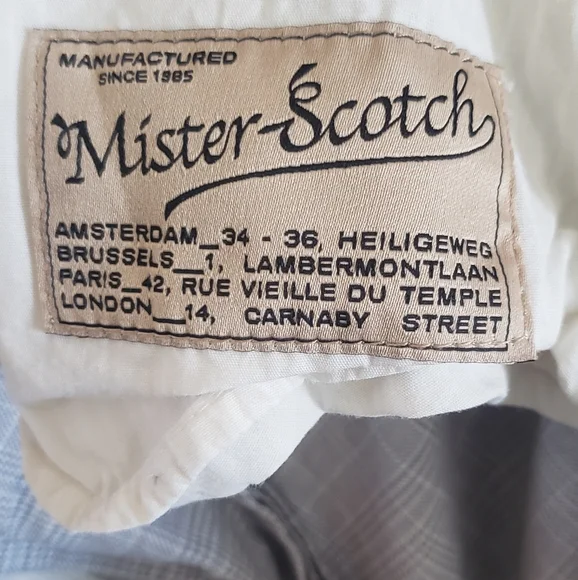 MANUFACTURED
SINCE 1985
Mister-Scotch
AMSTERDAM_34 - 36, HEILIGEWEG
BRUSSELS_1, LAMBERMONTLAAN
PARIS_42, RUE VIEILLE DU TEMPLE
LONDON_14, CARNABY STREET